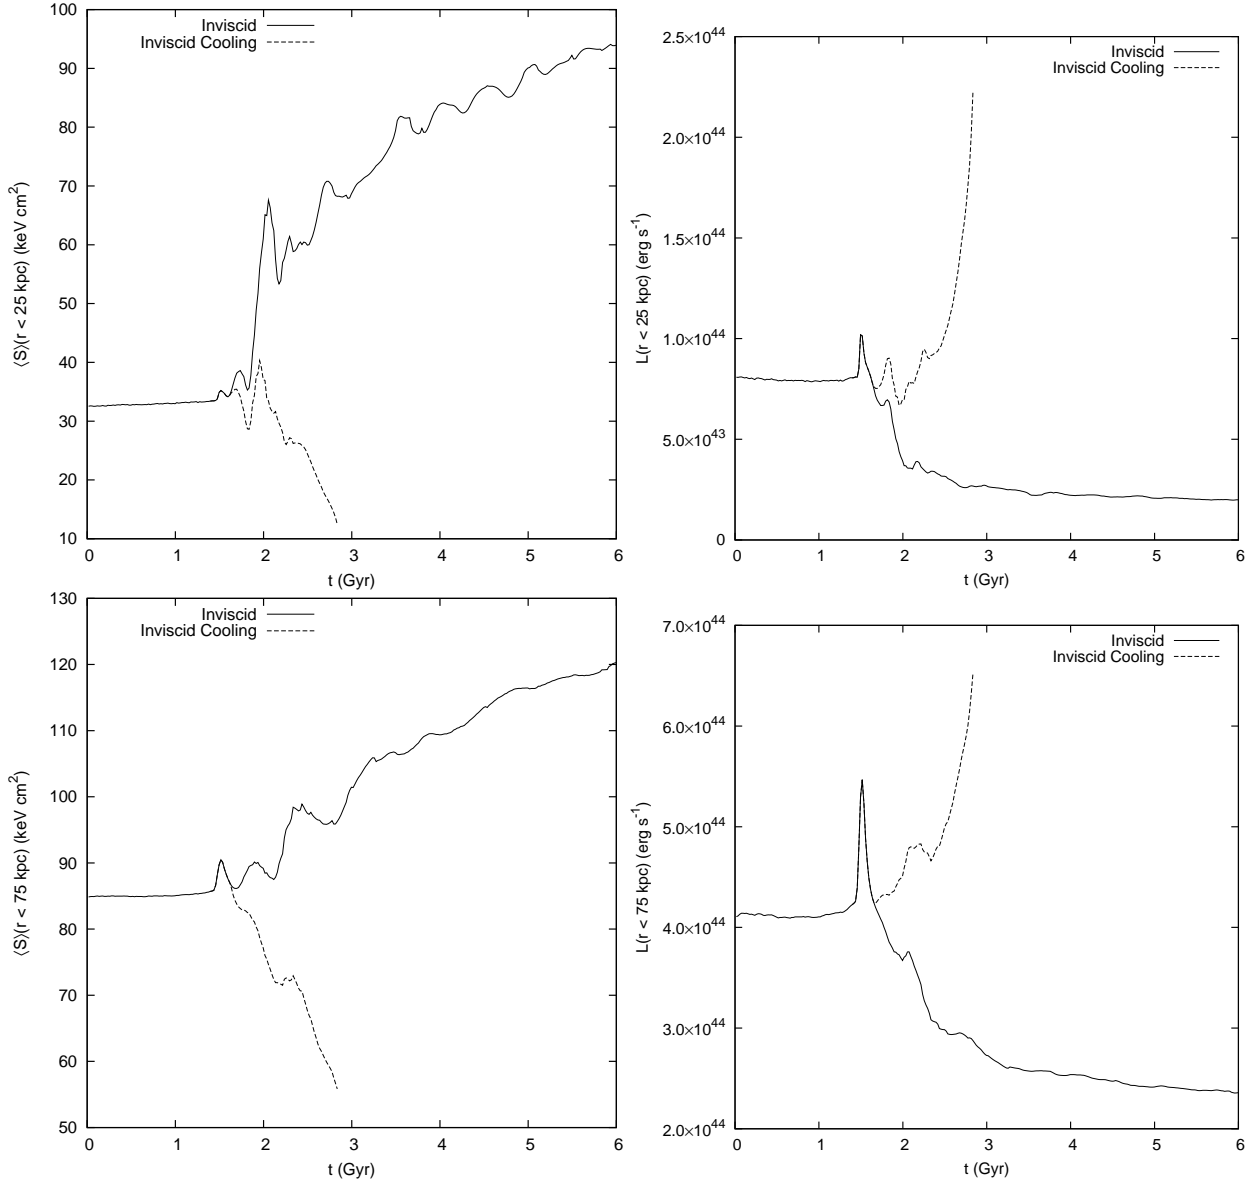 100
90
80
70
60
50
40
30
20
10
0 1 2 3 4 5 6
t (Gyr)
⟨S⟩(r < 25 kpc) (keV cm²)
Inviscid
Inviscid Cooling
2.5×10⁴⁴
2.0×10⁴⁴
1.5×10⁴⁴
1.0×10⁴⁴
5.0×10⁴³
0
0 1 2 3 4 5 6
t (Gyr)
L(r < 25 kpc) (erg s⁻¹)
Inviscid
Inviscid Cooling
130
120
110
100
90
80
70
60
50
0 1 2 3 4 5 6
t (Gyr)
⟨S⟩(r < 75 kpc) (keV cm²)
Inviscid
Inviscid Cooling
7.0×10⁴⁴
6.0×10⁴⁴
5.0×10⁴⁴
4.0×10⁴⁴
3.0×10⁴⁴
2.0×10⁴⁴
0 1 2 3 4 5 6
t (Gyr)
L(r < 75 kpc) (erg s⁻¹)
Inviscid
Inviscid Cooling